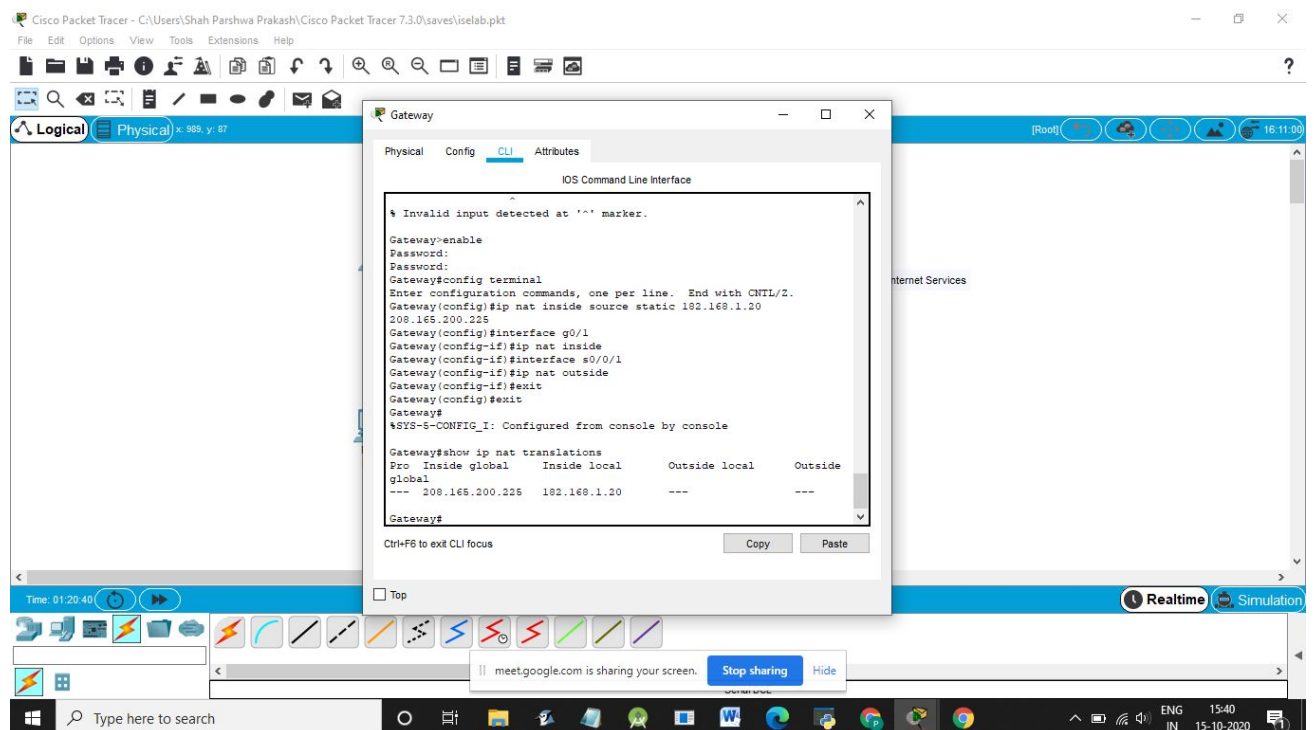 Cisco Packet Tracer - C:\Users\Shah Parshwa Prakash\Cisco Packet Tracer 7.3.0\saves\iselab.pkt
File Edit Options View Tools Extensions Help
Logical Physical x: 989, y: 87
[Root] 16:11:00
Gateway
Physical Config CLI Attributes
IOS Command Line Interface
^
% Invalid input detected at '^' marker.
Gateway>enable
Password:
Password:
Gateway#config terminal
Enter configuration commands, one per line. End with CNTL/Z.
Gateway(config)#ip nat inside source static 182.168.1.20
208.165.200.225
Gateway(config)#interface g0/1
Gateway(config-if)#ip nat inside
Gateway(config-if)#interface s0/0/1
Gateway(config-if)#ip nat outside
Gateway(config-if)#exit
Gateway(config)#exit
Gateway#
%SYS-5-CONFIG_I: Configured from console by console
Gateway#show ip nat translations
Pro Inside global Inside local Outside local Outside
global
--- 208.165.200.225 182.168.1.20 --- ---
Gateway#
Ctrl+F6 to exit CLI focus
Copy Paste
Top
nternet Services
Time: 01:20:40
Realtime Simulation
meet.google.com is sharing your screen. Stop sharing Hide
Type here to search
ENG 15:40
IN 15-10-2020